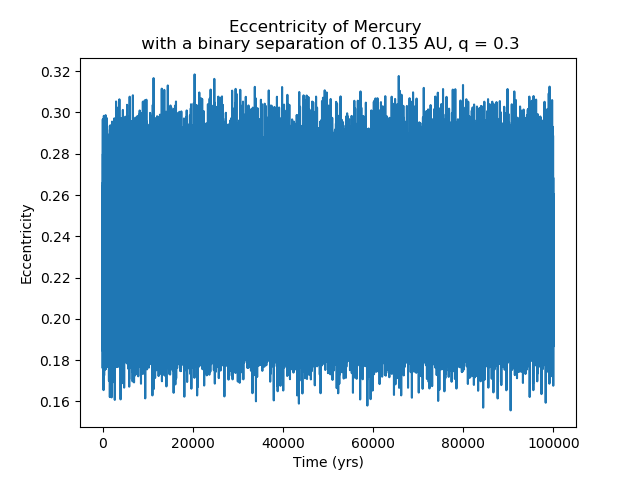 Eccentricity of Mercury
with a binary separation of 0.135 AU, q = 0.3
0.32
0.30
0.28
0.26
0.24
0.22
0.20
0.18
0.16
Eccentricity
0 20000 40000 60000 80000 100000
Time (yrs)